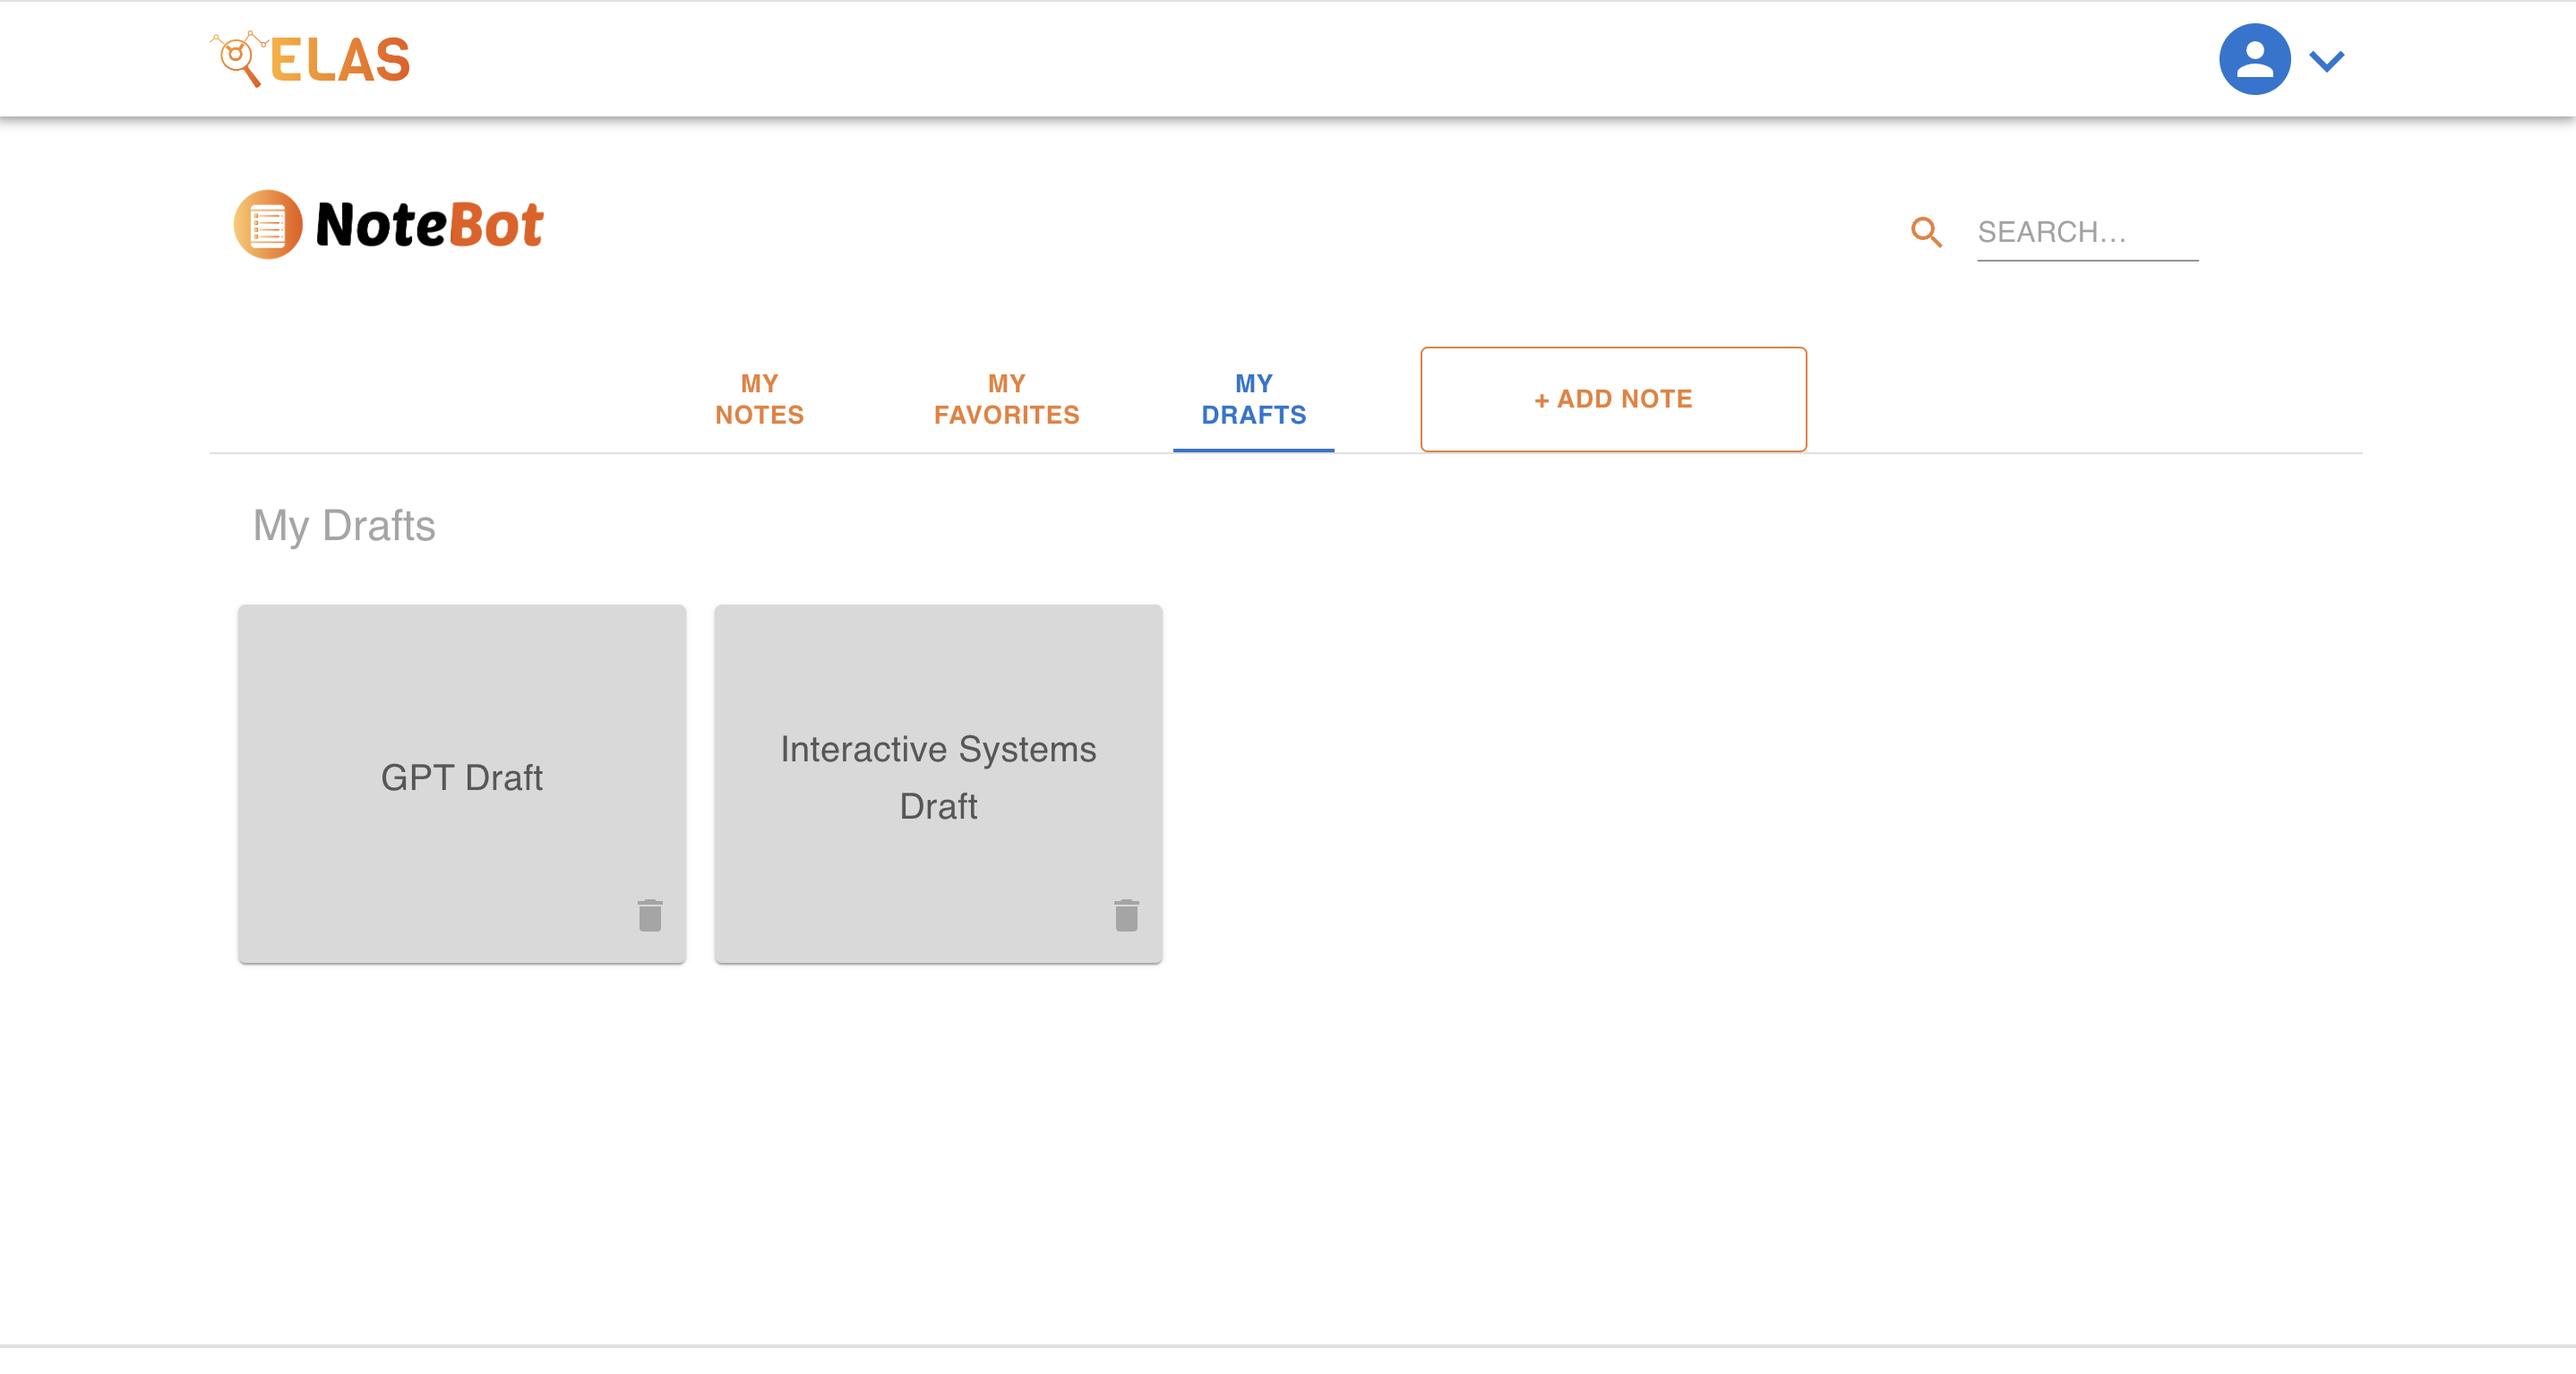 ELAS
NoteBot
SEARCH...
MY
NOTES
MY
FAVORITES
MY
DRAFTS
+ ADD NOTE
My Drafts
GPT Draft
Interactive Systems
Draft